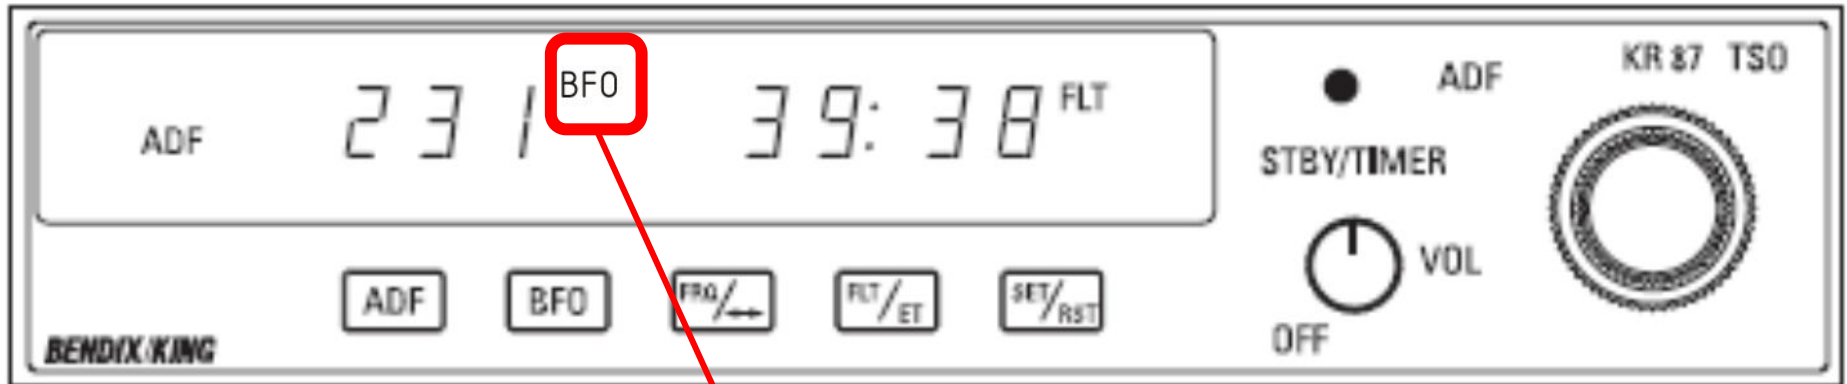 KR 87 TSO
ADF
231 BFO 39:38 FLT
ADF
STBY/TIMER
VOL
OFF
ADF BFO FRQ/↔ FLT/ET SET/RST
BENDIX/KING